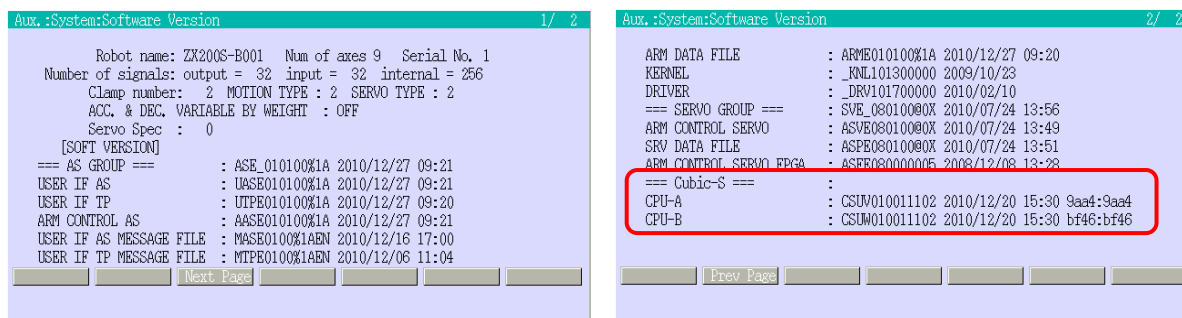 Aux.:System:Software Version 1/ 2
Robot name: ZX200S-B001 Num of axes 9 Serial No. 1
Number of signals: output = 32 input = 32 internal = 256
Clamp number: 2 MOTION TYPE : 2 SERVO TYPE : 2
ACC. & DEC. VARIABLE BY WEIGHT : OFF
Servo Spec : 0
[SOFT VERSION]
=== AS GROUP === : ASE_010100%1A 2010/12/27 09:21
USER IF AS : UASE010100%1A 2010/12/27 09:21
USER IF TP : UTPE010100%1A 2010/12/27 09:20
ARM CONTROL AS : AASE010100%1A 2010/12/27 09:21
USER IF AS MESSAGE FILE : MASE0100%1AEN 2010/12/16 17:00
USER IF TP MESSAGE FILE : MTPE0100%1AEN 2010/12/06 11:04
Next Page
Aux.:System:Software Version 2/ 2
ARM DATA FILE : ARME010100%1A 2010/12/27 09:20
KERNEL : _KNL101300000 2009/10/23
DRIVER : _DRV101700000 2010/02/10
=== SERVO GROUP === : SVE_080100@0X 2010/07/24 13:56
ARM CONTROL SERVO : ASVE080100@0X 2010/07/24 13:49
SRV DATA FILE : ASPE080100@0X 2010/07/24 13:51
ARM CONTROL SERVO FPGA : ASFE080000005 2008/12/08 13:28
=== Cubic-S === :
CPU-A : CSUV010011102 2010/12/20 15:30 9aa4:9aa4
CPU-B : CSUW010011102 2010/12/20 15:30 bf46:bf46
Prev Page